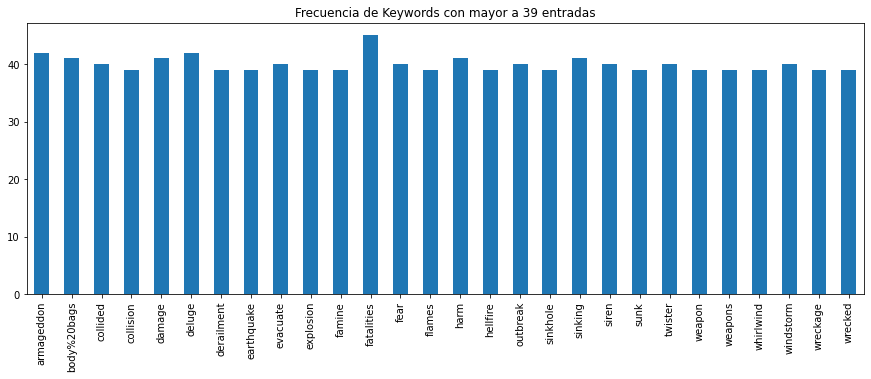 Frecuencia de Keywords con mayor a 39 entradas
40
30
20
10
0
armageddon
body%20bags
collided
collision
damage
deluge
derailment
earthquake
evacuate
explosion
famine
fatalities
fear
flames
harm
hellfire
outbreak
sinkhole
sinking
siren
sunk
twister
weapon
weapons
whirlwind
windstorm
wreckage
wrecked